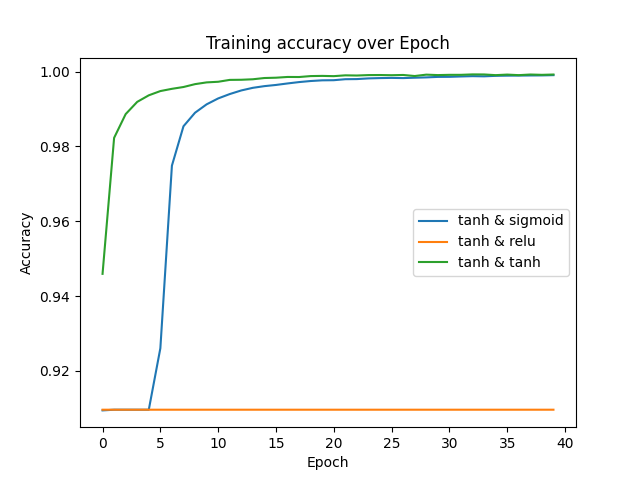 Training accuracy over Epoch
1.00
0.98
0.96
0.94
0.92
Accuracy
tanh & sigmoid
tanh & relu
tanh & tanh
0 5 10 15 20 25 30 35 40
Epoch